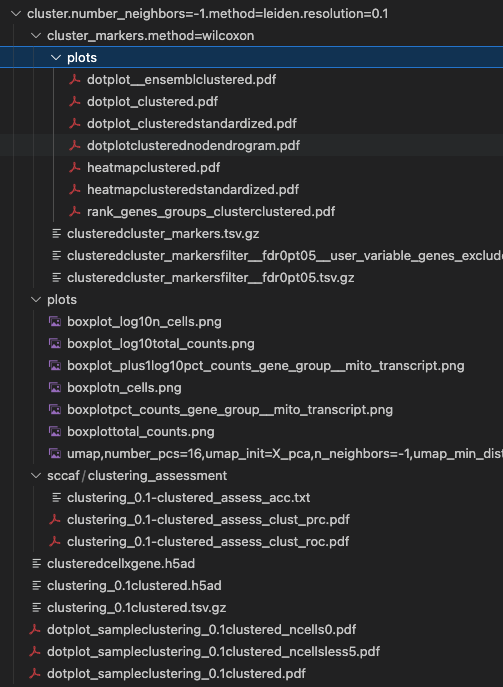 cluster.number_neighbors=-1.method=leiden.resolution=0.1
cluster_markers.method=wilcoxon
plots
dotplot__ensemblclustered.pdf
dotplot_clustered.pdf
dotplot_clusteredstandardized.pdf
dotplotclusterednodendrogram.pdf
heatmapclustered.pdf
heatmapclusteredstandardized.pdf
rank_genes_groups_clusterclustered.pdf
clusteredcluster_markers.tsv.gz
clusteredcluster_markersfilter__fdr0pt05__user_variable_genes_exclude
clusteredcluster_markersfilter__fdr0pt05.tsv.gz
plots
boxplot_log10n_cells.png
boxplot_log10total_counts.png
boxplot_plus1log10pct_counts_gene_group__mito_transcript.png
boxplotn_cells.png
boxplotpct_counts_gene_group__mito_transcript.png
boxplottotal_counts.png
umap,number_pcs=16,umap_init=X_pca,n_neighbors=-1,umap_min_dist
sccaf/clustering_assessment
clustering_0.1-clustered_assess_acc.txt
clustering_0.1-clustered_assess_clust_prc.pdf
clustering_0.1-clustered_assess_clust_roc.pdf
clusteredcellxgene.h5ad
clustering_0.1clustered.h5ad
clustering_0.1clustered.tsv.gz
dotplot_sampleclustering_0.1clustered_ncells0.pdf
dotplot_sampleclustering_0.1clustered_ncellsless5.pdf
dotplot_sampleclustering_0.1clustered.pdf